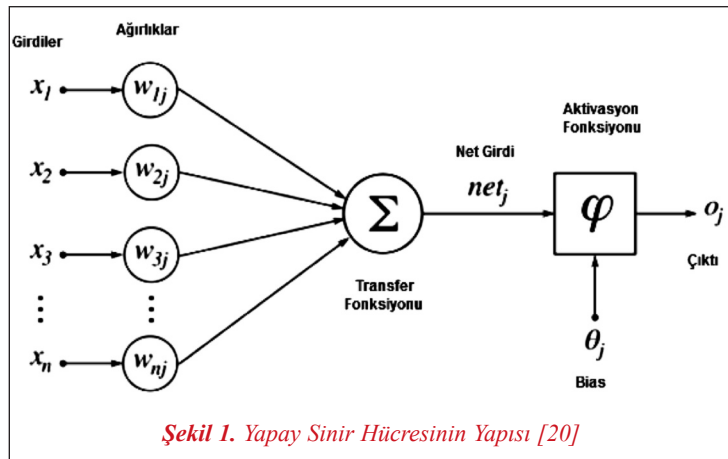 Girdiler
Ağırlıklar
x1
w1j
x2
w2j
x3
w3j
⋮
⋮
xn
wnj
Σ
Transfer
Fonksiyonu
Net Girdi
netj
Aktivasyon
Fonksiyonu
φ
oj
Çıktı
θj
Bias
Şekil 1. Yapay Sinir Hücresinin Yapısı [20]